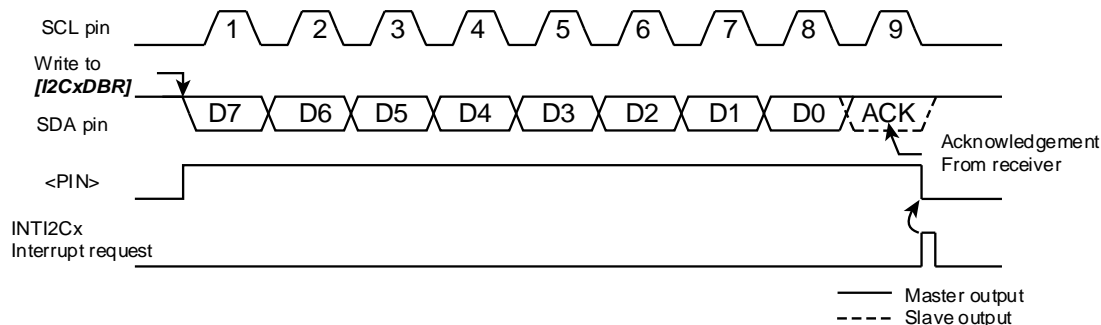 SCL pin 1 2 3 4 5 6 7 8 9
Write to
[I2CxDBR]
SDA pin D7 D6 D5 D4 D3 D2 D1 D0 ACK
Acknowledgement
From receiver
<PIN>
INTI2Cx
Interrupt request
Master output
Slave output